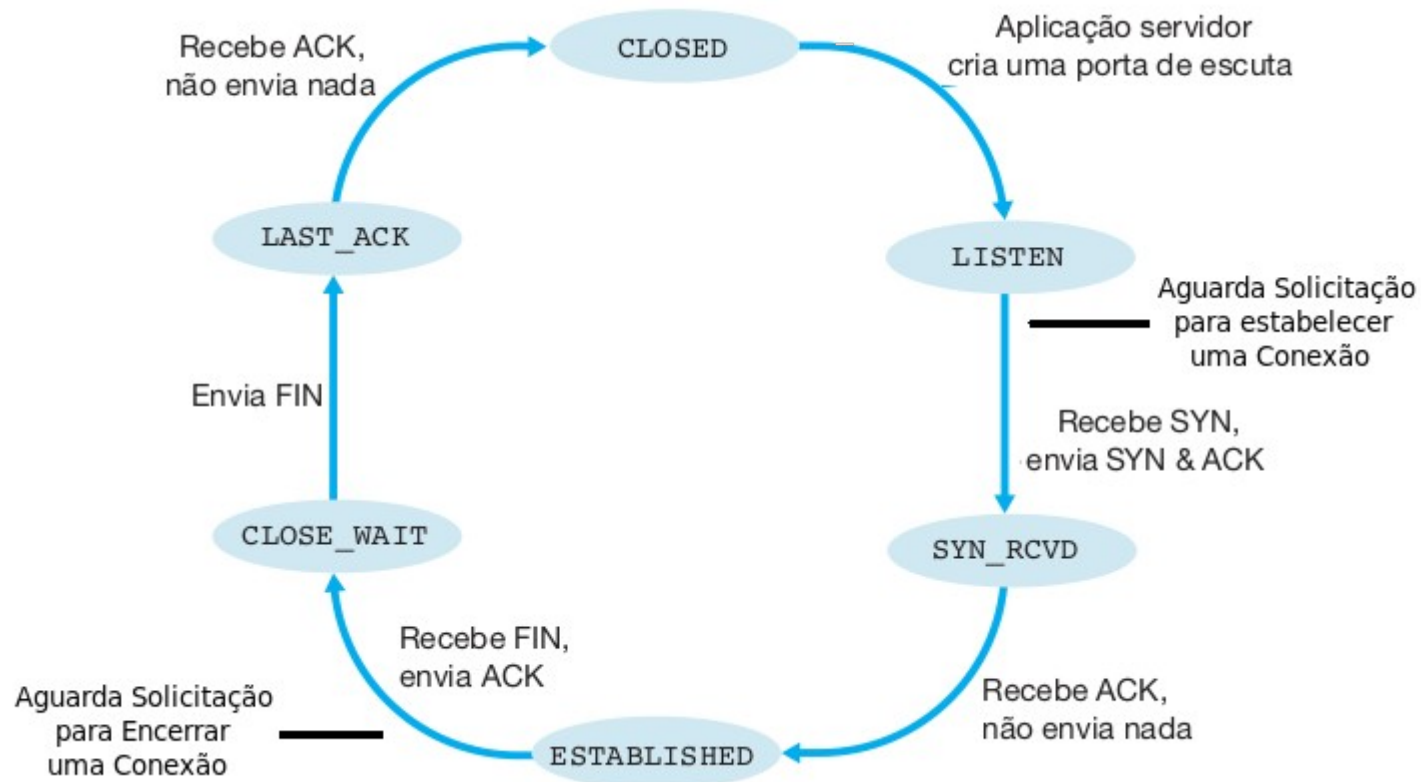 CLOSED
Aplicação servidor
cria uma porta de escuta
LISTEN
Aguarda Solicitação
para estabelecer
uma Conexão
Recebe SYN,
envia SYN & ACK
SYN_RCVD
Recebe ACK,
não envia nada
ESTABLISHED
Recebe FIN,
envia ACK
Aguarda Solicitação
para Encerrar
uma Conexão
CLOSE_WAIT
Envia FIN
LAST_ACK
Recebe ACK,
não envia nada